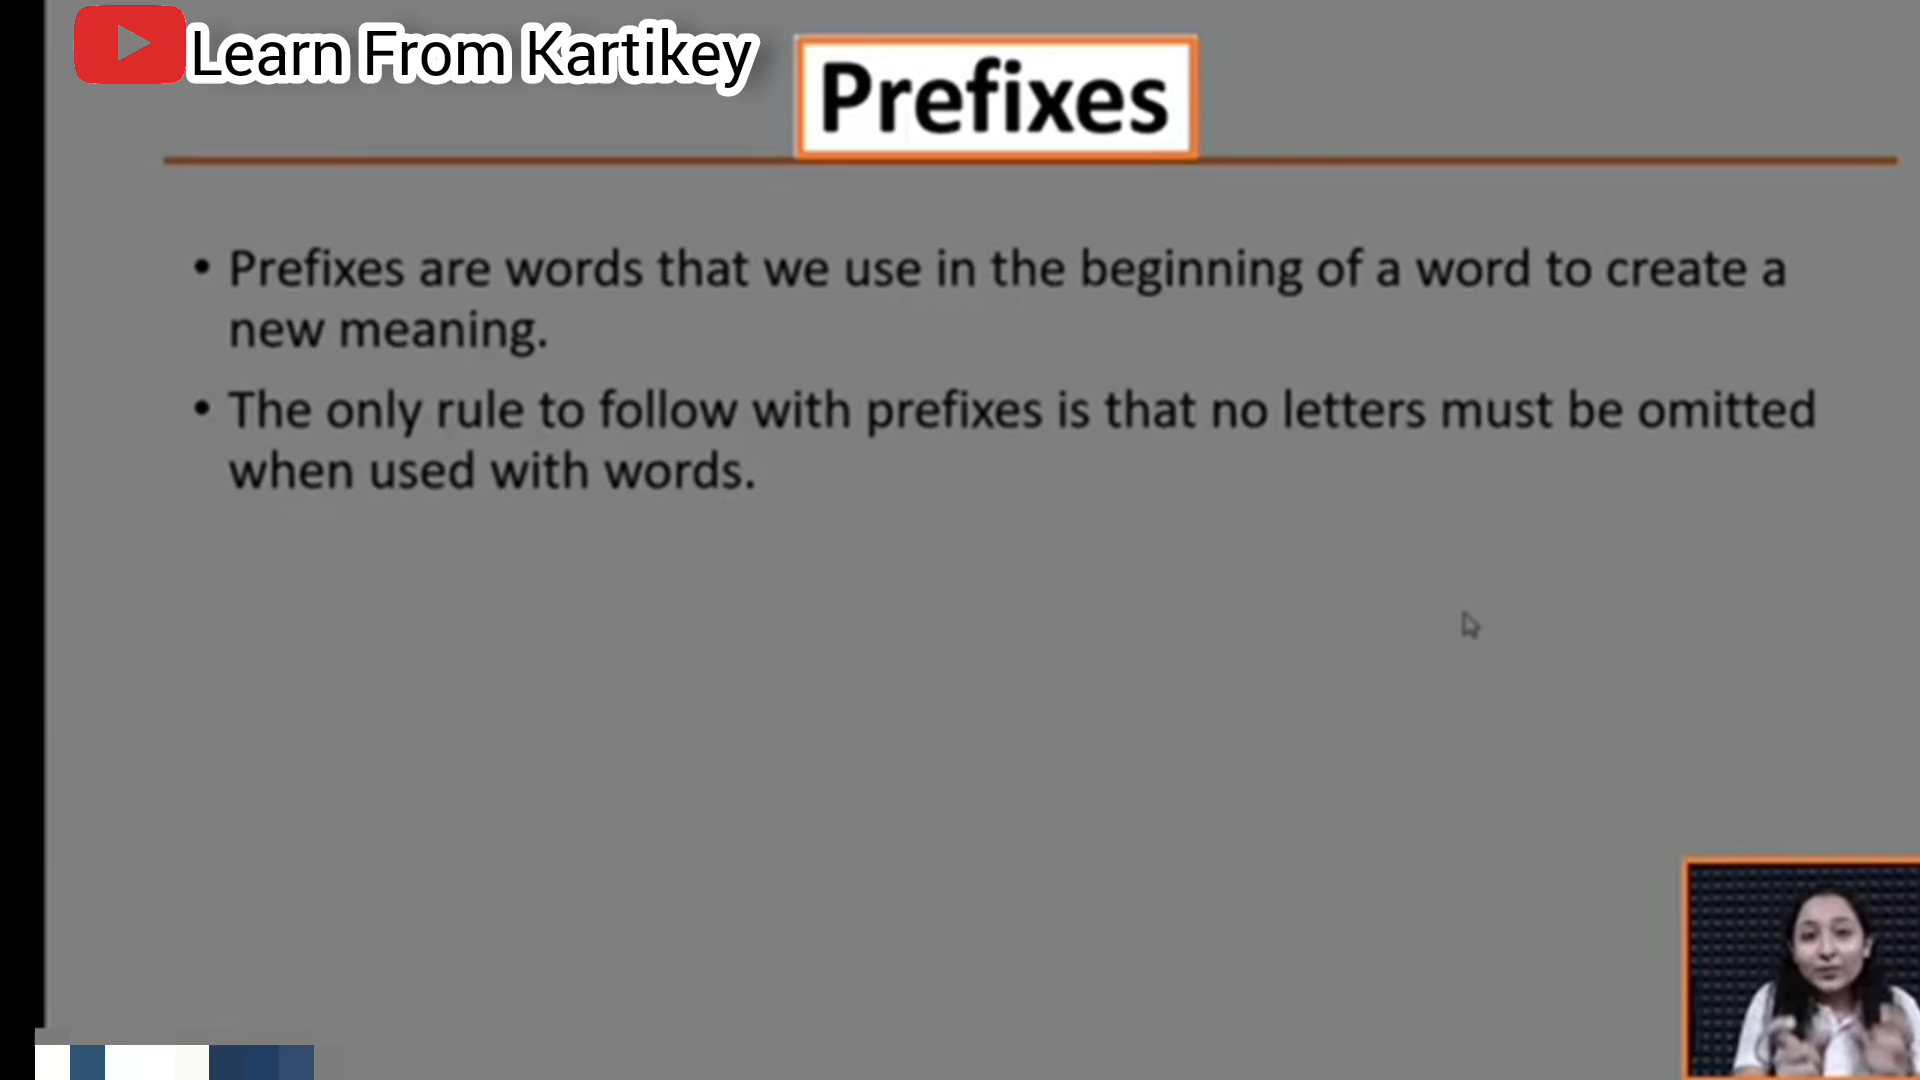 Learn From Kartikey
Prefixes
• Prefixes are words that we use in the beginning of a word to create a
new meaning.
• The only rule to follow with prefixes is that no letters must be omitted
when used with words.